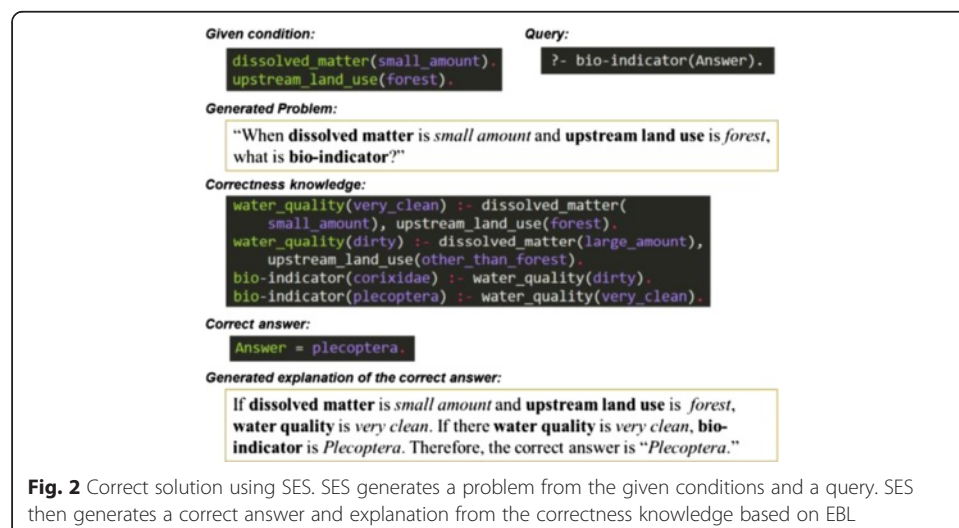 Given condition:
Query:
dissolved_matter(small_amount).
upstream_land_use(forest).
?- bio-indicator(Answer).
Generated Problem:
“When dissolved matter is small amount and upstream land use is forest,
what is bio-indicator?”
Correctness knowledge:
water_quality(very_clean) :- dissolved_matter(
small_amount), upstream_land_use(forest).
water_quality(dirty) :- dissolved_matter(large_amount),
upstream_land_use(other_than_forest).
bio-indicator(corixidae) :- water_quality(dirty).
bio-indicator(plecoptera) :- water_quality(very_clean).
Correct answer:
Answer = plecoptera.
Generated explanation of the correct answer:
If dissolved matter is small amount and upstream land use is forest,
water quality is very clean. If there water quality is very clean, bio-
indicator is Plecoptera. Therefore, the correct answer is “Plecoptera.”
Fig. 2 Correct solution using SES. SES generates a problem from the given conditions and a query. SES
then generates a correct answer and explanation from the correctness knowledge based on EBL